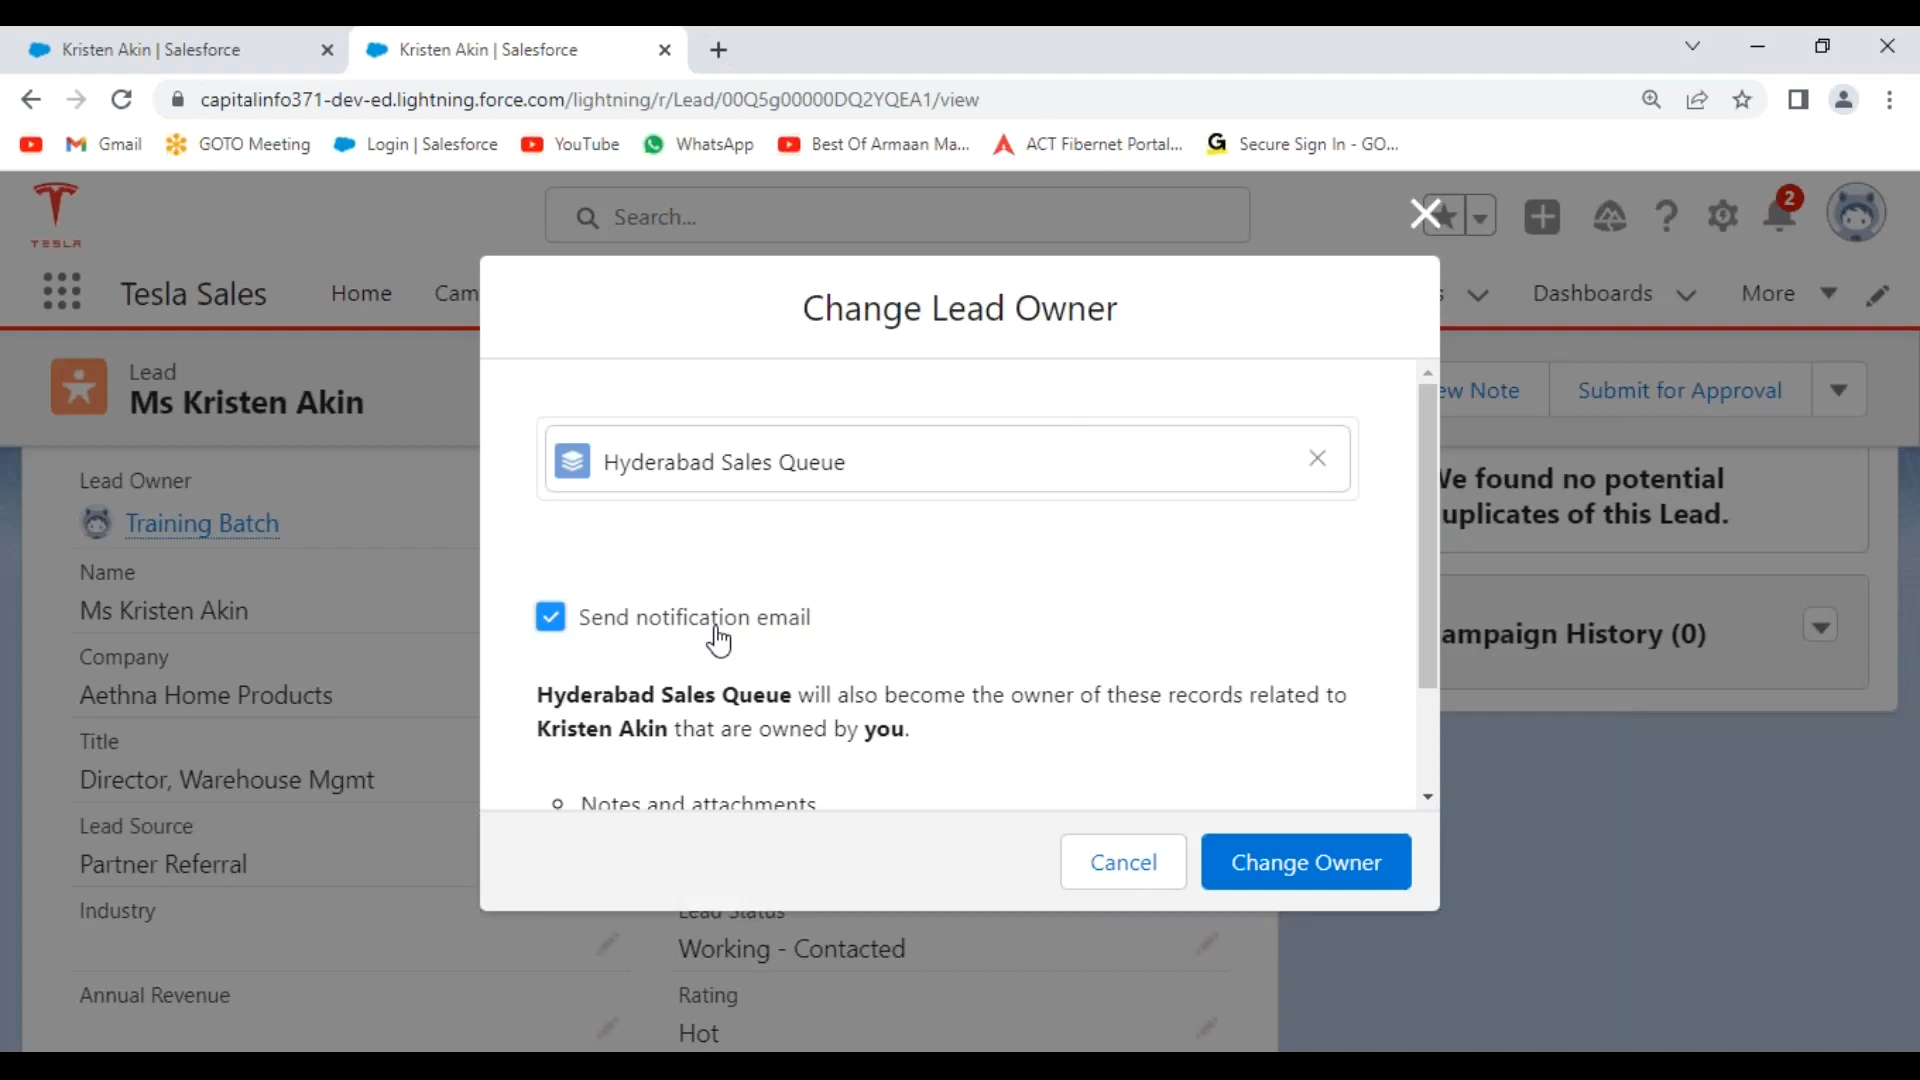 Kristen Akin | Salesforce
Kristen Akin | Salesforce
capitalinfo371-dev-ed.lightning.force.com/lightning/r/Lead/00Q5g00000DQ2YQEA1/view
Gmail
GOTO Meeting
Login | Salesforce
YouTube
WhatsApp
Best Of Armaan Ma...
ACT Fibernet Portal...
G Secure Sign In - GO...
TESLA
Search...
2
Tesla Sales
Home
Cam
s
Dashboards
More
Lead
Ms Kristen Akin
ew Note
Submit for Approval
Change Lead Owner
Hyderabad Sales Queue
Send notification email
Hyderabad Sales Queue will also become the owner of these records related to
Kristen Akin that are owned by you.
Notes and attachments
Cancel
Change Owner
Lead Owner
Training Batch
Name
Ms Kristen Akin
Company
Aethna Home Products
Title
Director, Warehouse Mgmt
Lead Source
Partner Referral
Industry
Annual Revenue
Lead Status
Working - Contacted
Rating
Hot
We found no potential
uplicates of this Lead.
ampaign History (0)